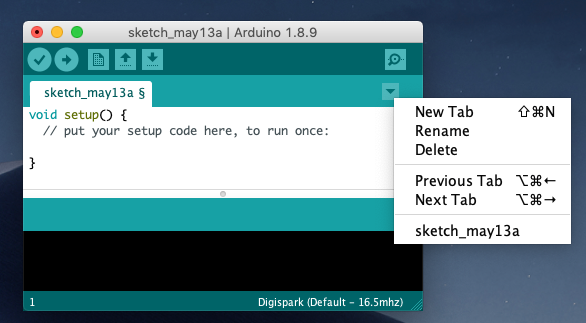 sketch_may13a | Arduino 1.8.9
sketch_may13a §
void setup() {
// put your setup code here, to run once:
}
New Tab ⇧⌘N
Rename
Delete
Previous Tab ⌥⌘←
Next Tab ⌥⌘→
sketch_may13a
1 Digispark (Default - 16.5mhz)